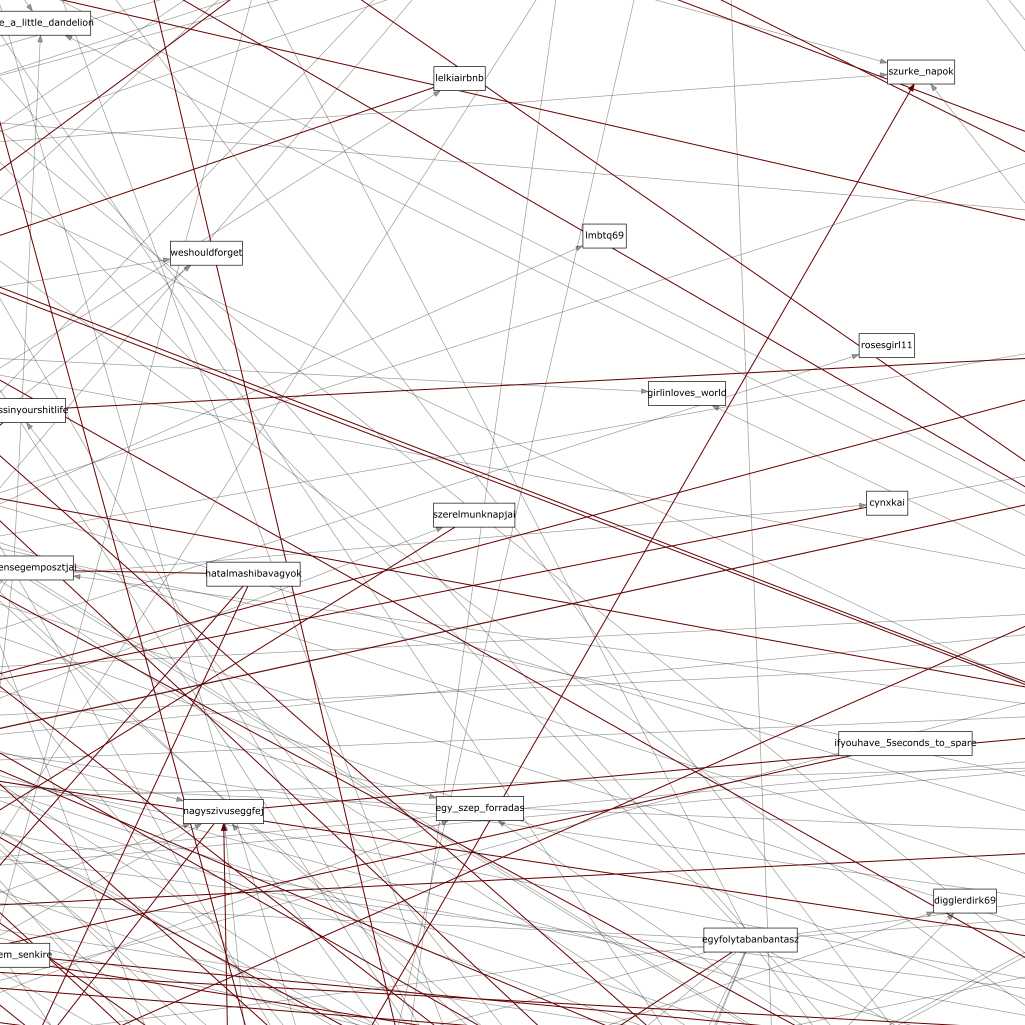 e_a_little_dandelion
lelkiairbnb
szurke_napok
weshouldforget
lmbtq69
rosesgirl11
girlinloves_world
ssinyourshitlife
cynxkai
szerelmunknapjai
ensegemposztjai
hatalmashibavagyok
ifyouhave_5seconds_to_spare
nagyszivuseggfej
egy_szep_forradas
digglerdirk69
egyfolytabanbantasz
em_senkire